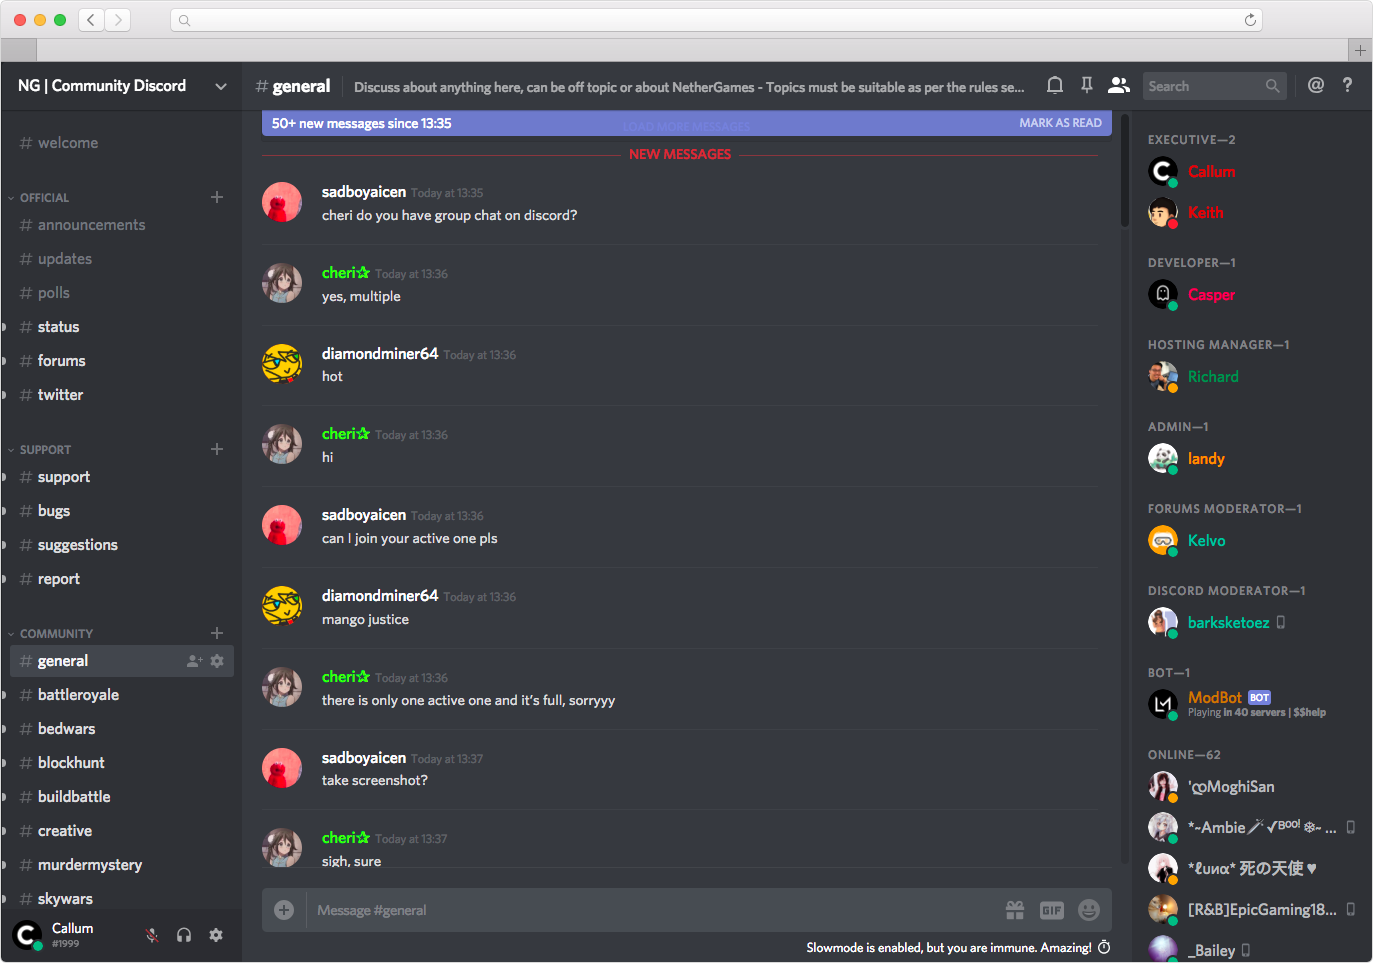 NG | Community Discord
# general
Discuss about anything here, can be off topic or about NetherGames - Topics must be suitable as per the rules se...
Search
@
?
# welcome
OFFICIAL
# announcements
# updates
# polls
# status
# forums
# twitter
SUPPORT
# support
# bugs
# suggestions
# report
COMMUNITY
# general
# battleroyale
# bedwars
# blockhunt
# buildbattle
# creative
# murdermystery
# skywars
Callum
#1999
50+ new messages since 13:35
LOAD MORE MESSAGES
MARK AS READ
NEW MESSAGES
sadboyaicen Today at 13:35
cheri do you have group chat on discord?
cheri☆ Today at 13:36
yes, multiple
diamondminer64 Today at 13:36
hot
cheri☆ Today at 13:36
hi
sadboyaicen Today at 13:36
can I join your active one pls
diamondminer64 Today at 13:36
mango justice
cheri☆ Today at 13:36
there is only one active one and it's full, sorryyy
sadboyaicen Today at 13:37
take screenshot?
cheri☆ Today at 13:37
sigh, sure
Message #general
GIF
Slowmode is enabled, but you are immune. Amazing!
EXECUTIVE—2
Callum
Keith
DEVELOPER—1
Casper
HOSTING MANAGER—1
Richard
ADMIN—1
landy
FORUMS MODERATOR—1
Kelvo
DISCORD MODERATOR—1
barksketoez
BOT—1
ModBot BOT
Playing in 40 servers | $$help
ONLINE—62
'ღMoghiSan
*~Ambie🪄✓ᴮᵒᵒˡ ❄~ ...
*ℓunα* 死の天使 ♥
[R&B]EpicGaming18...
_Bailey